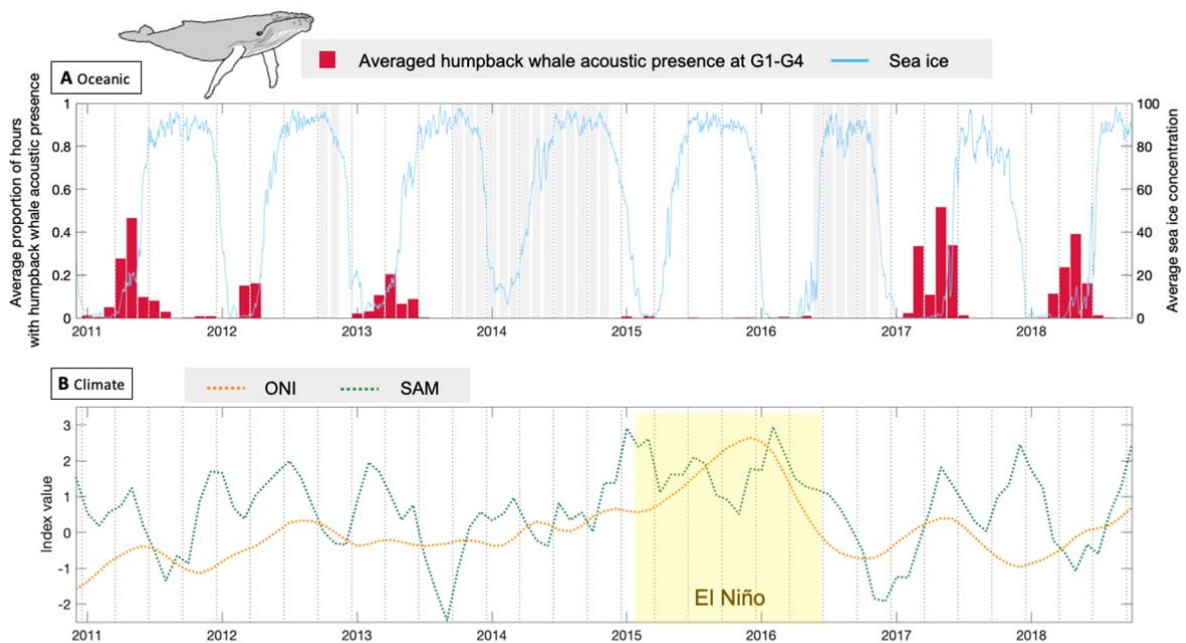 A Oceanic
Averaged humpback whale acoustic presence at G1-G4
Sea ice
Average proportion of hours
with humpback whale acoustic presence
1
0.8
0.6
0.4
0.2
0
100
80
60
40
20
0
Average sea ice concentration
2011 2012 2013 2014 2015 2016 2017 2018
B Climate
ONI SAM
Index value
3
2
1
0
-1
-2
El Niño
2011 2012 2013 2014 2015 2016 2017 2018